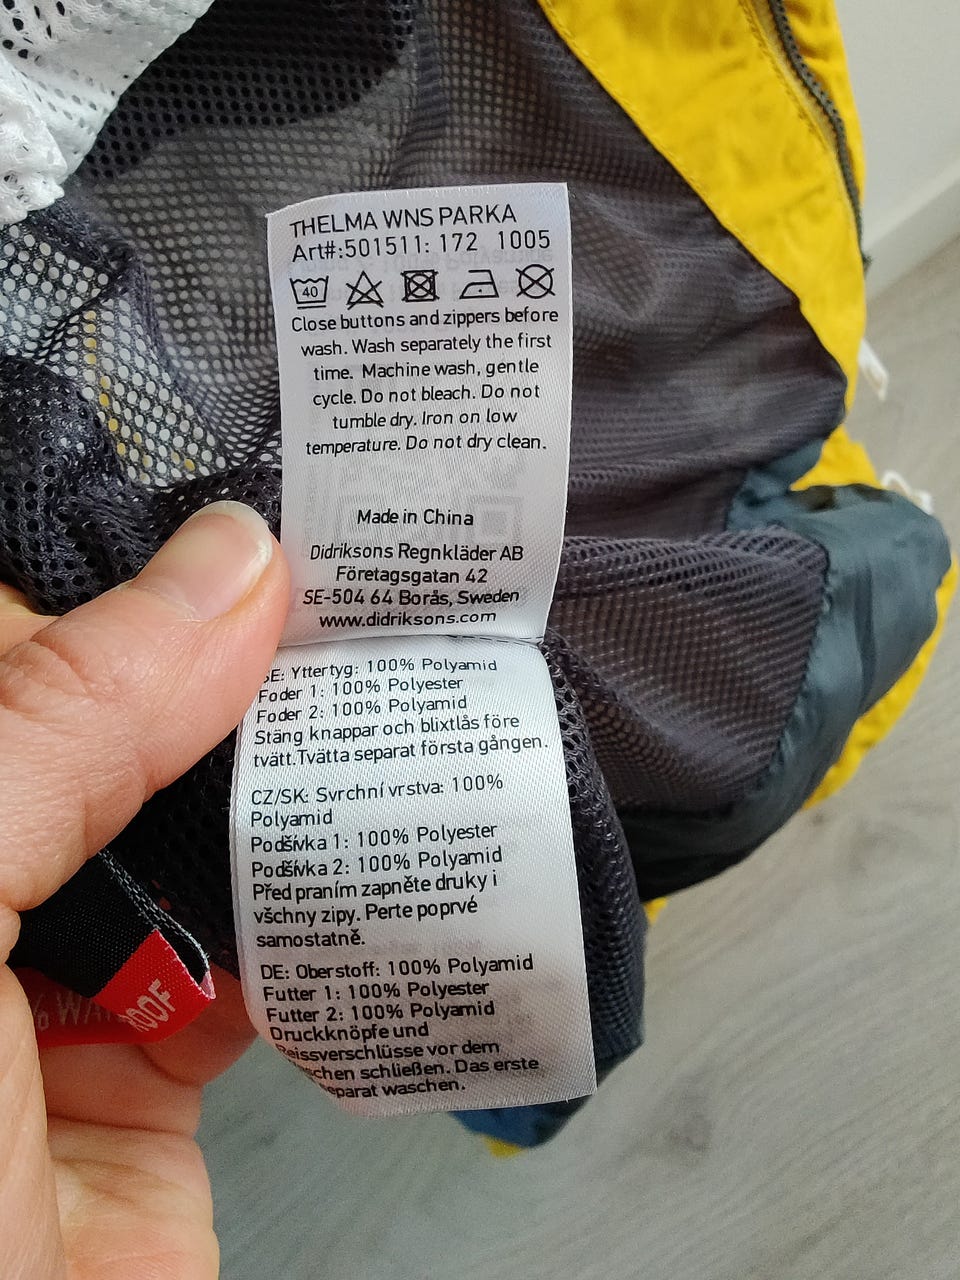 THELMA WNS PARKA
Art#:501511: 172 1005
40
Close buttons and zippers before
wash. Wash separately the first
time. Machine wash, gentle
cycle. Do not bleach. Do not
tumble dry. Iron on low
temperature. Do not dry clean.
Made in China
Didriksons Regnkläder AB
Företagsgatan 42
SE-504 64 Borås, Sweden
www.didriksons.com
SE: Yttertyg: 100% Polyamid
Foder 1: 100% Polyester
Foder 2: 100% Polyamid
Stäng knappar och blixtlås före
tvätt.Tvätta separat första gången.
CZ/SK: Svrchní vrstva: 100%
Polyamid
Podšívka 1: 100% Polyester
Podšívka 2: 100% Polyamid
Před praním zapněte druky i
všchny zipy. Perte poprvé
samostatně.
DE: Oberstoff: 100% Polyamid
Futter 1: 100% Polyester
Futter 2: 100% Polyamid
Druckknöpfe und
Reissverschlüsse vor dem
schen schließen. Das erste
eparat waschen.
% WA
ROOF